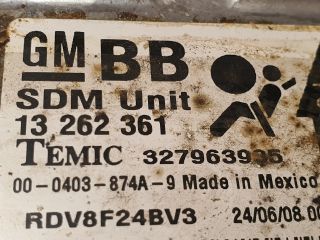 GM BB
SDM Unit
13 262 361
TEMIC
00-0403-874A-9 Made in Mexico
RDV8F24BV3 24/06/08